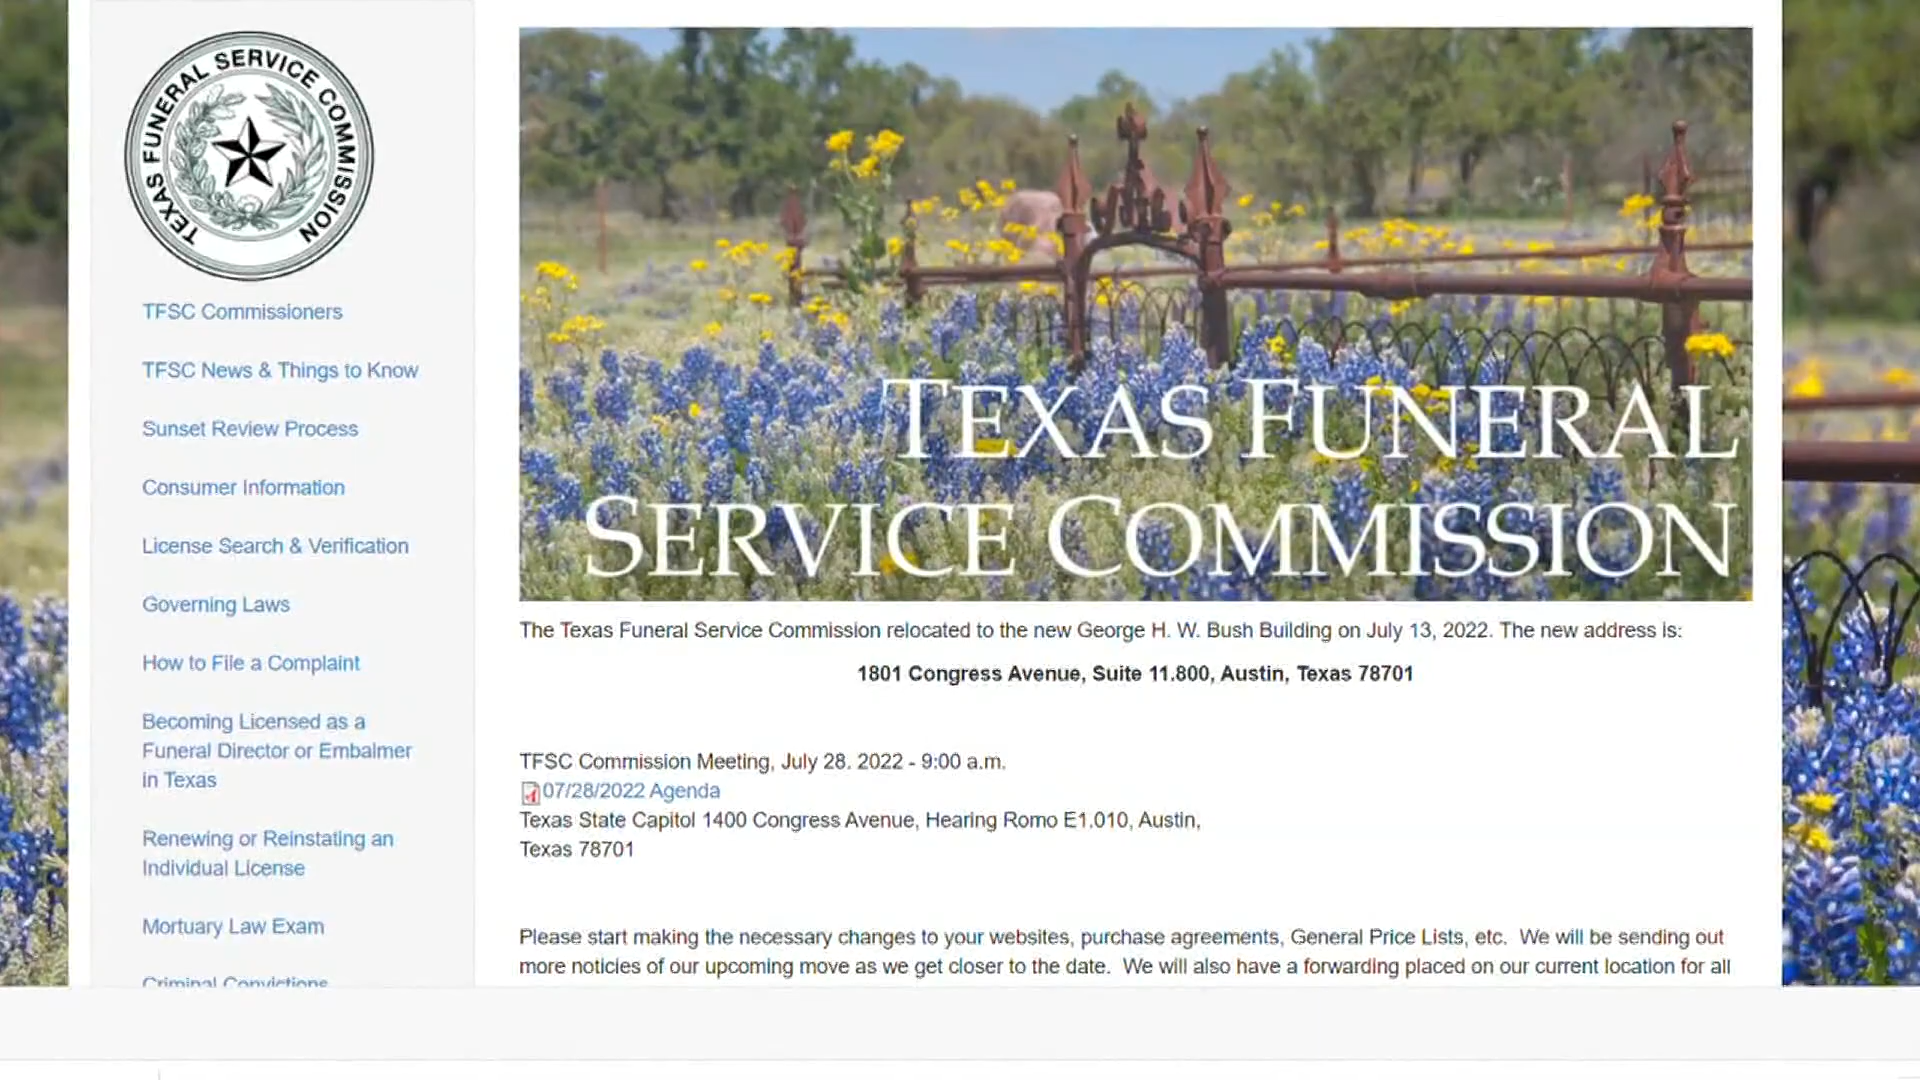 TEXAS FUNERAL SERVICE COMMISSION
TFSC Commissioners
TFSC News & Things to Know
Sunset Review Process
Consumer Information
License Search & Verification
Governing Laws
How to File a Complaint
Becoming Licensed as a
Funeral Director or Embalmer
in Texas
Renewing or Reinstating an
Individual License
Mortuary Law Exam
Criminal Convictions
TEXAS FUNERAL
SERVICE COMMISSION
The Texas Funeral Service Commission relocated to the new George H. W. Bush Building on July 13, 2022. The new address is:
1801 Congress Avenue, Suite 11.800, Austin, Texas 78701
TFSC Commission Meeting, July 28. 2022 - 9:00 a.m.
07/28/2022 Agenda
Texas State Capitol 1400 Congress Avenue, Hearing Romo E1.010, Austin,
Texas 78701
Please start making the necessary changes to your websites, purchase agreements, General Price Lists, etc. We will be sending out
more noticies of our upcoming move as we get closer to the date. We will also have a forwarding placed on our current location for all